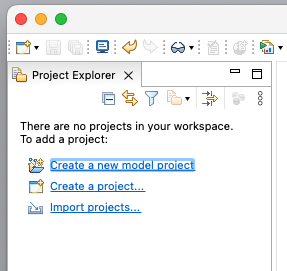 Project Explorer
There are no projects in your workspace.
To add a project:
Create a new model project
Create a project...
Import projects...